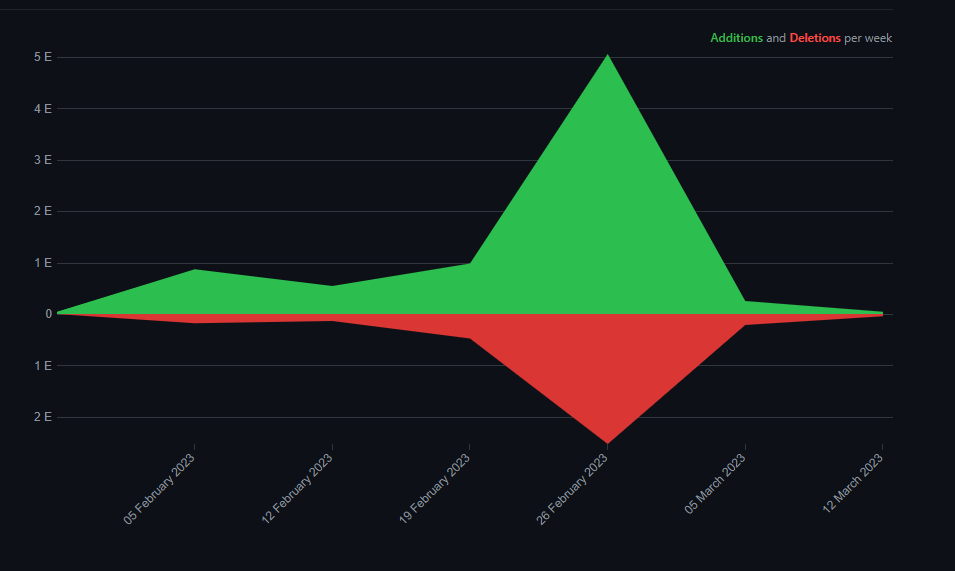 Additions and Deletions per week
5 E
4 E
3 E
2 E
1 E
0
1 E
2 E
05 February 2023
12 February 2023
19 February 2023
26 February 2023
05 March 2023
12 March 2023